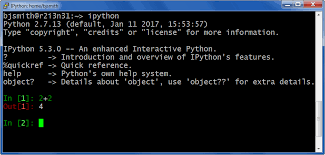 IPython: home/bjsmith
bjsmith@r2i3n31:~> ipython
Python 2.7.13 (default, Jan 11 2017, 15:53:57)
Type "copyright", "credits" or "license" for more information.
IPython 5.3.0 -- An enhanced Interactive Python.
? -> Introduction and overview of IPython's features.
%quickref -> Quick reference.
help -> Python's own help system.
object? -> Details about 'object', use 'object??' for extra details.
In [1]: 2+2
Out[1]: 4
In [2]: